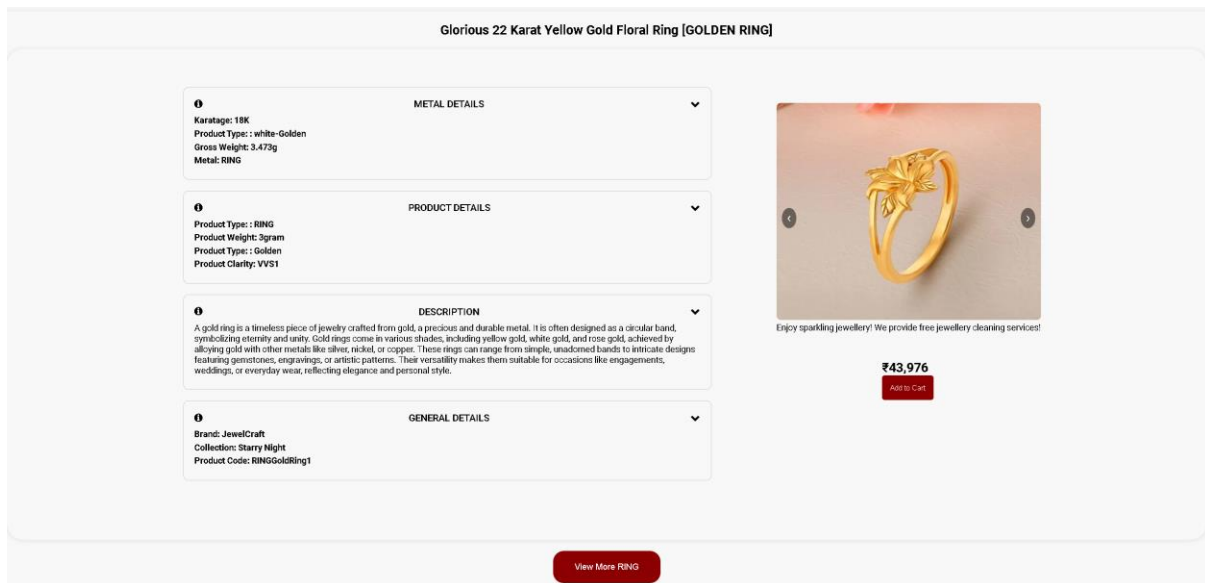 Glorious 22 Karat Yellow Gold Floral Ring [GOLDEN RING]
METAL DETAILS
Karatage: 18K
Product Type: : white-Golden
Gross Weight: 3.473g
Metal: RING
PRODUCT DETAILS
Product Type: : RING
Product Weight: 3gram
Product Type: : Golden
Product Clarity: VVS1
DESCRIPTION
A gold ring is a timeless piece of jewelry crafted from gold, a precious and durable metal. It is often designed as a circular band,
symbolizing eternity and unity. Gold rings come in various shades, including yellow gold, white gold, and rose gold, achieved by
alloying gold with other metals like silver, nickel, or copper. These rings can range from simple, unadorned bands to intricate designs
featuring gemstones, engravings, or artistic patterns. Their versatility makes them suitable for occasions like engagements,
weddings, or everyday wear, reflecting elegance and personal style.
GENERAL DETAILS
Brand: JewelCraft
Collection: Starry Night
Product Code: RINGGoldRing1
Enjoy sparkling jewellery! We provide free jewellery cleaning services!
₹43,976
Add to Cart
View More RING